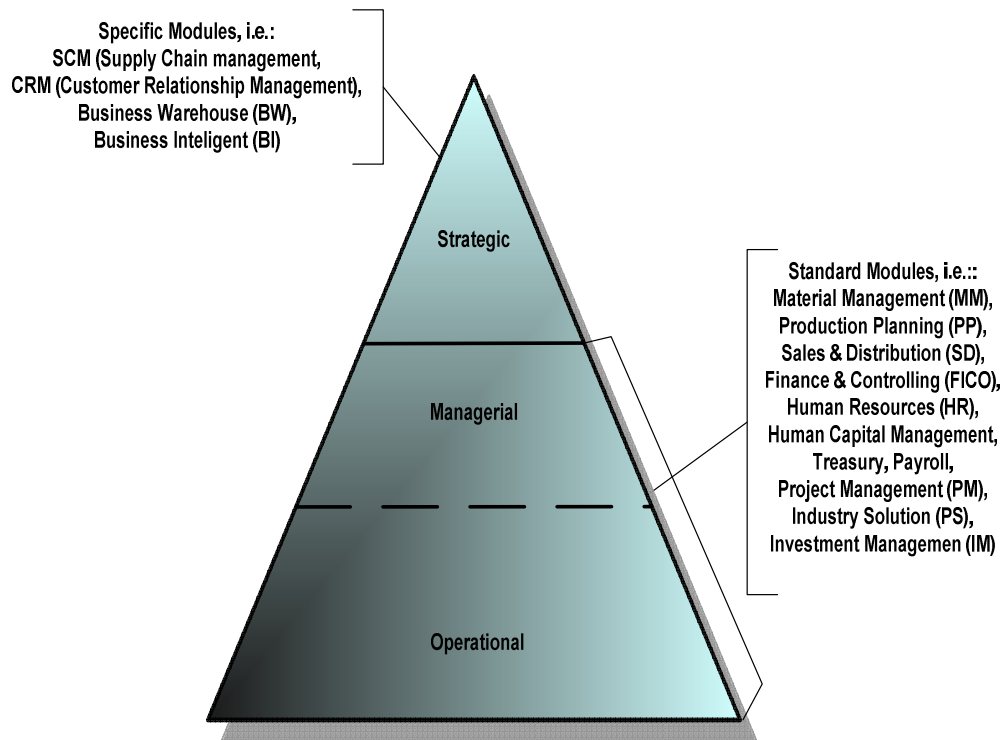 Specific Modules, i.e.:
SCM (Supply Chain management,
CRM (Customer Relationship Management),
Business Warehouse (BW),
Business Inteligent (BI)
Strategic
Standard Modules, i.e.::
Material Management (MM),
Production Planning (PP),
Sales & Distribution (SD),
Finance & Controlling (FICO),
Human Resources (HR),
Human Capital Management,
Treasury, Payroll,
Project Management (PM),
Industry Solution (PS),
Investment Managemen (IM)
Managerial
Operational